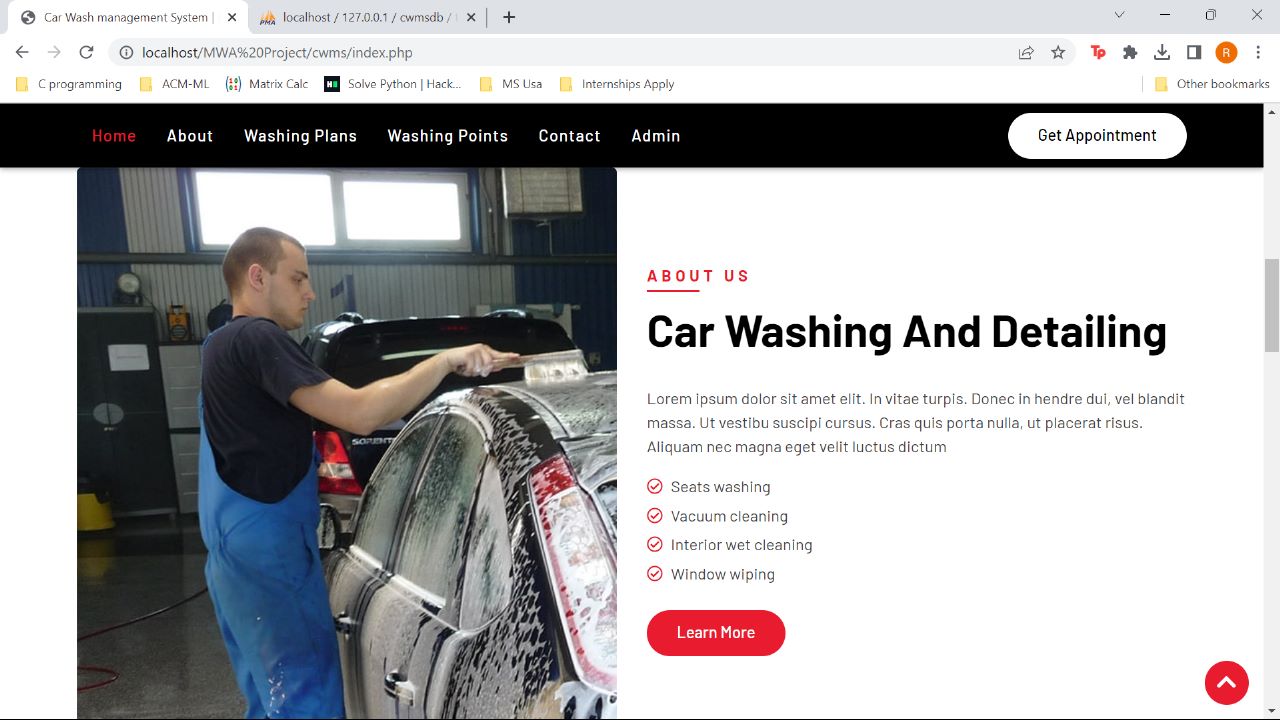 Car Wash management System |
localhost / 127.0.0.1 / cwmsdb /
localhost/MWA%20Project/cwms/index.php
C programming
ACM-ML
Matrix Calc
Solve Python | Hack...
MS Usa
Internships Apply
Other bookmarks
Home
About
Washing Plans
Washing Points
Contact
Admin
Get Appointment
ABOUT US
Car Washing And Detailing
Lorem ipsum dolor sit amet elit. In vitae turpis. Donec in hendre dui, vel blandit
massa. Ut vestibu suscipi cursus. Cras quis porta nulla, ut placerat risus.
Aliquam nec magna eget velit luctus dictum
Seats washing
Vacuum cleaning
Interior wet cleaning
Window wiping
Learn More
SORENTO
PMA
Tp
R